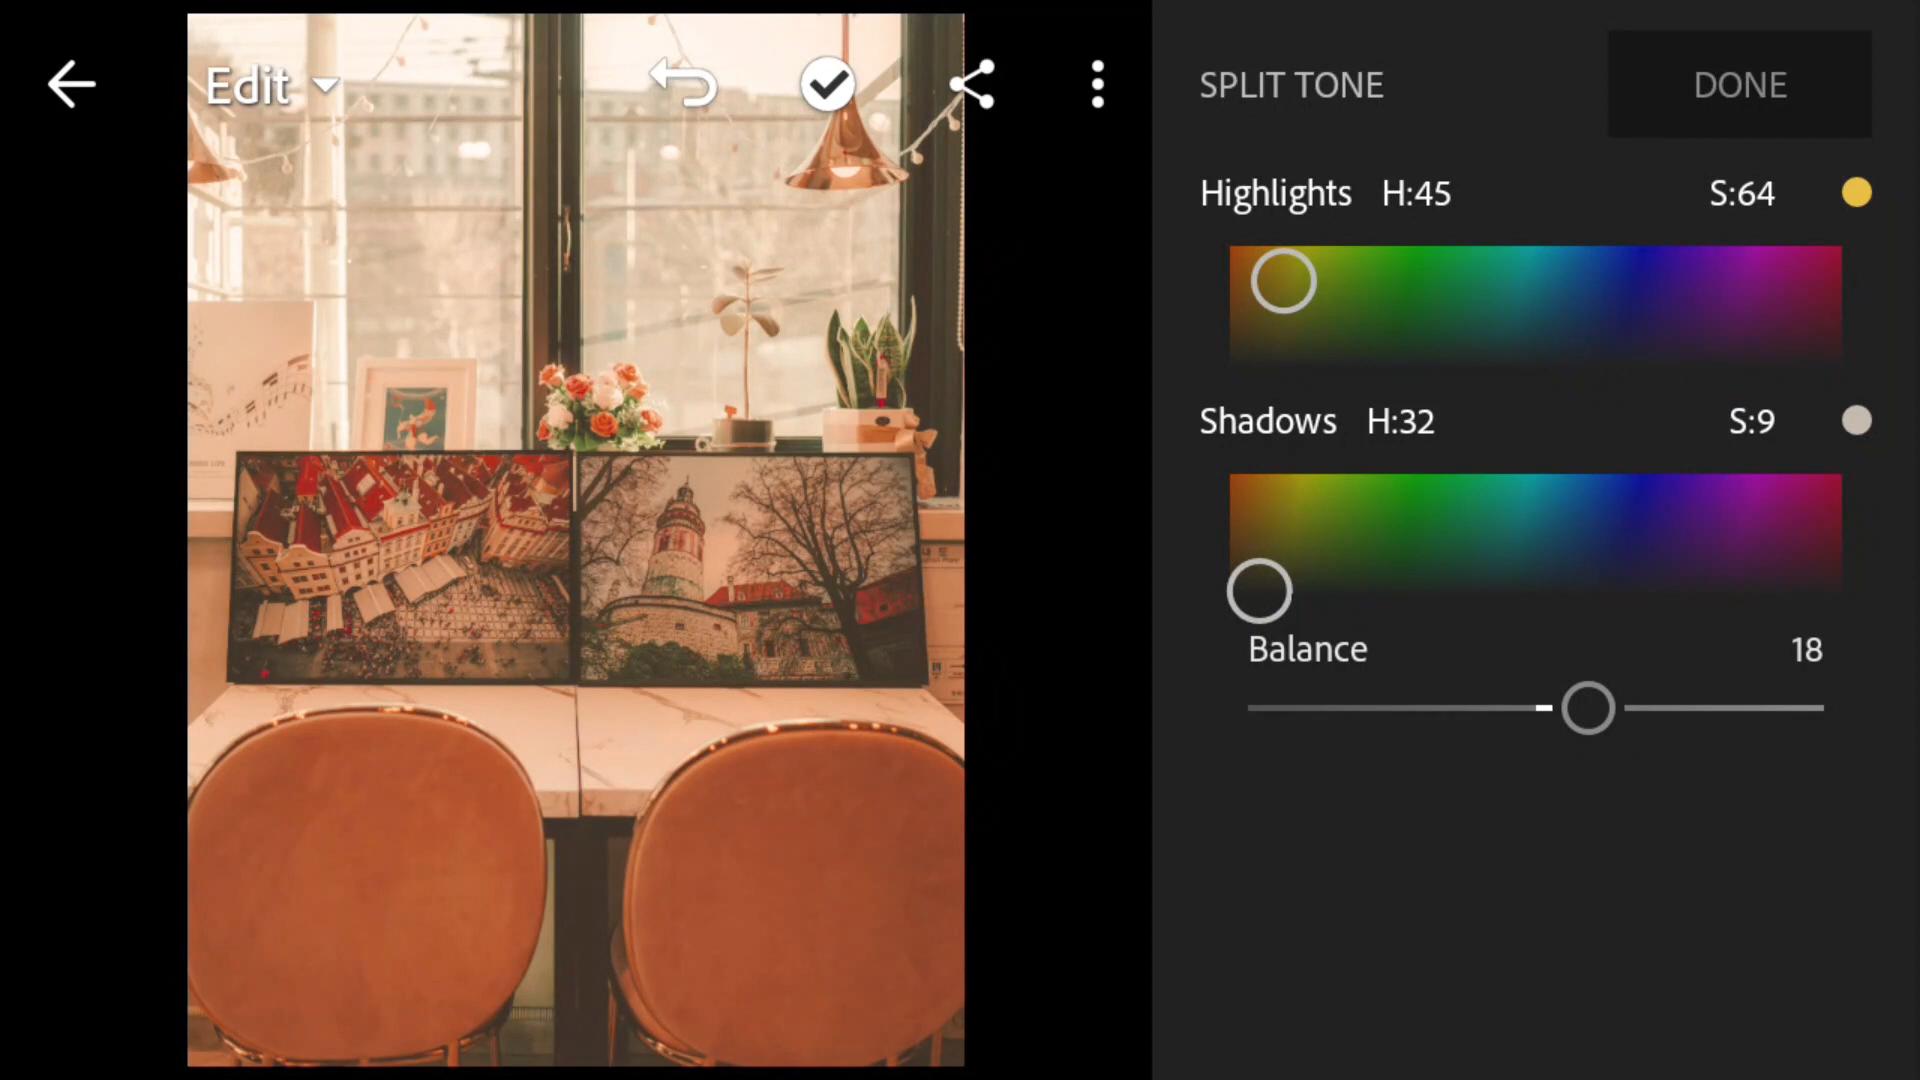 Edit
SPLIT TONE
DONE
Highlights H:45 S:64
Shadows H:32 S:9
Balance 18